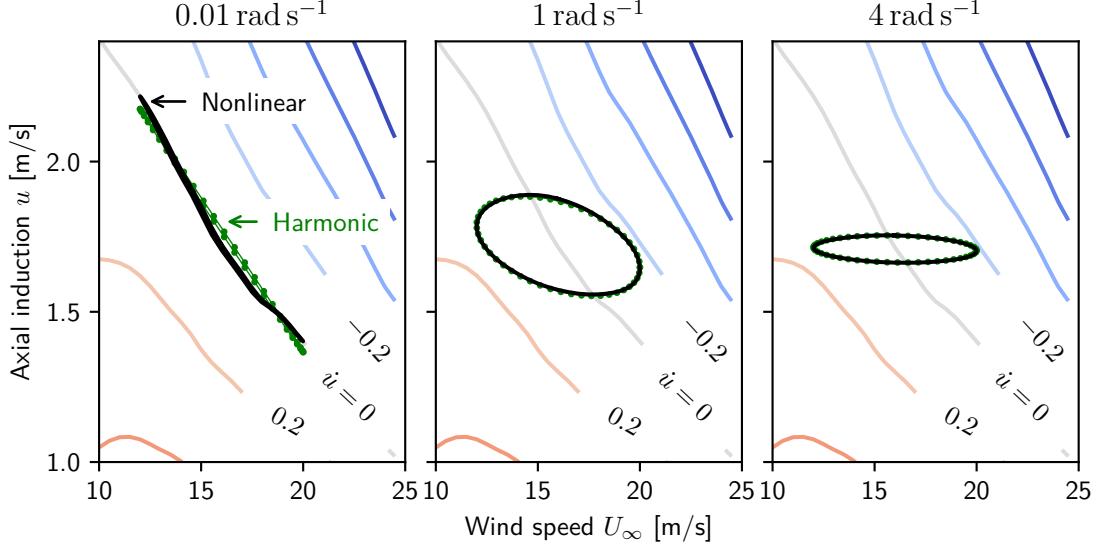 0.01 rad s⁻¹ 1 rad s⁻¹ 4 rad s⁻¹
Axial induction u [m/s]
2.0
1.5
1.0
Nonlinear
Harmonic
−0.2
u̇ = 0
0.2
−0.2
u̇ = 0
0.2
−0.2
u̇ = 0
0.2
10 15 20 25
10 15 20 25
10 15 20 25
Wind speed U∞ [m/s]